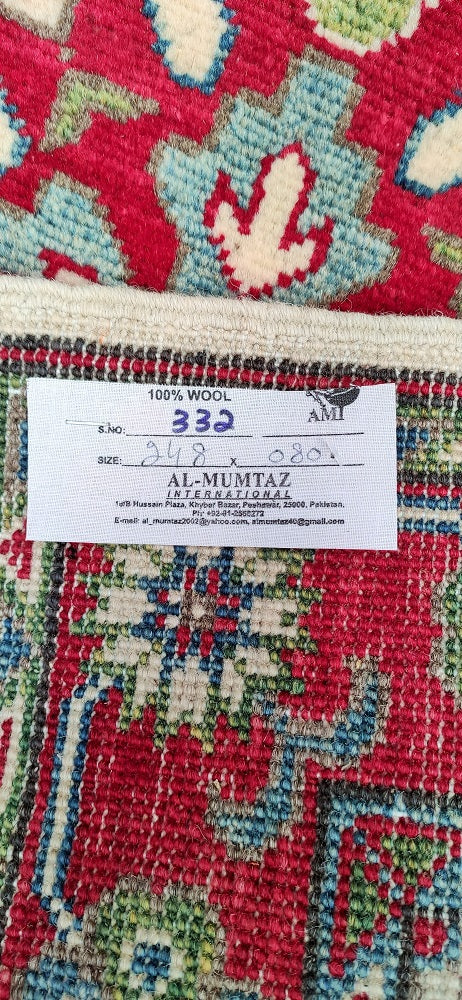 100% WOOL
AMI
S.NO: 332
SIZE: 248 x 080
AL-MUMTAZ
INTERNATIONAL
Hussain Plaza, Khyber Bazar, Peshawar, 25000, Pakistan,
E-mail: al_mumtaz2002@yahoo.com, almumtaz40@gmail.com